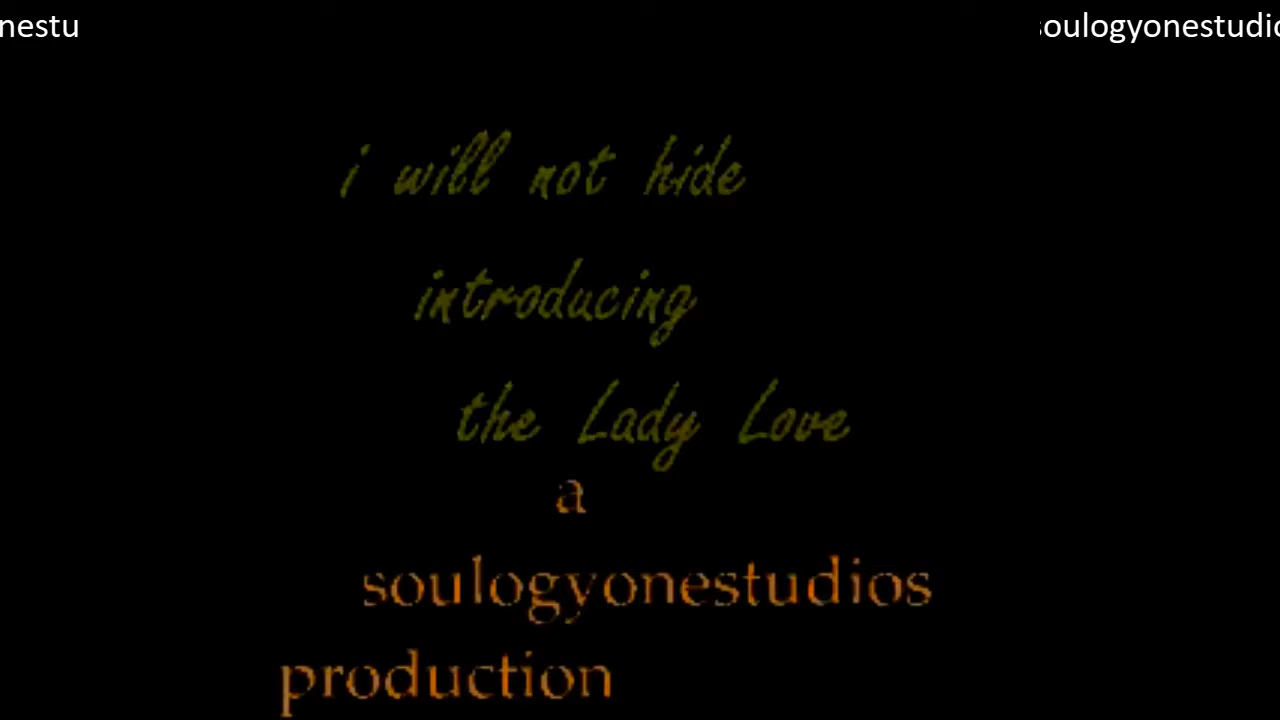 nestu
soulogyonestudio
i will not hide
introducing
the Lady Love
a
soulogyonestudios
production